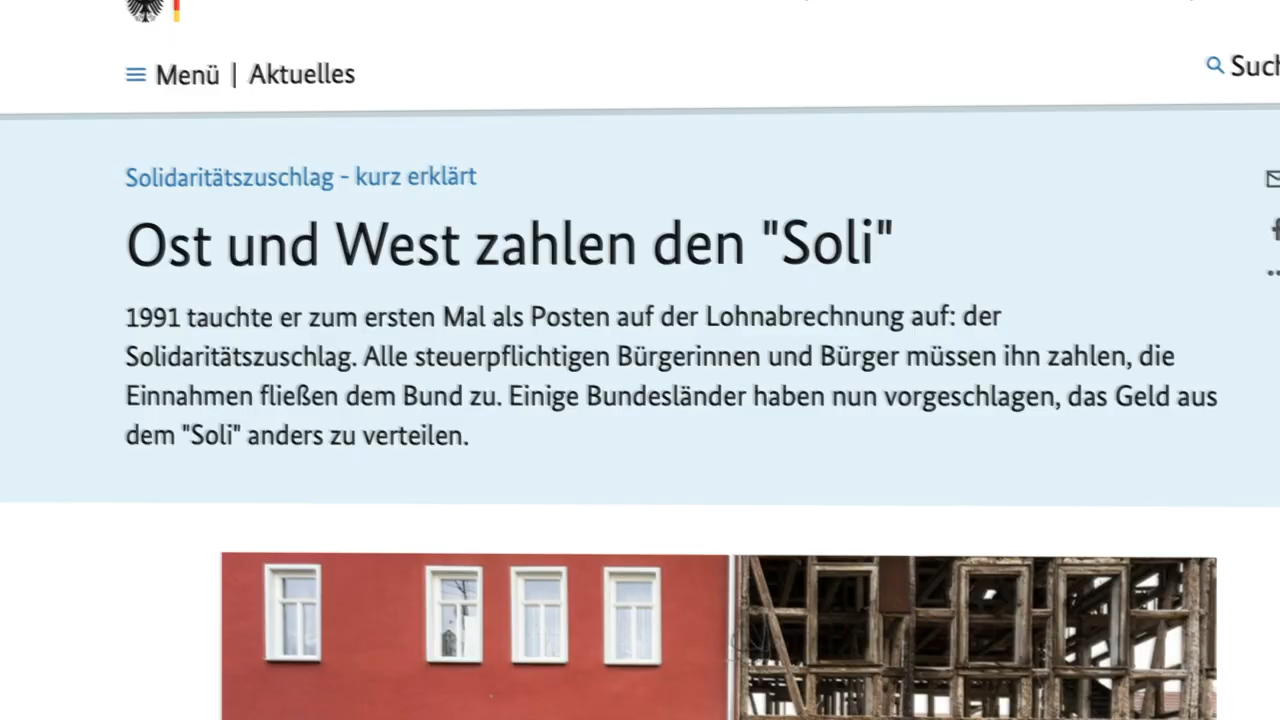 Menü | Aktuelles
Solidaritätszuschlag - kurz erklärt
Ost und West zahlen den "Soli"
1991 tauchte er zum ersten Mal als Posten auf der Lohnabrechnung auf: der
Solidaritätszuschlag. Alle steuerpflichtigen Bürgerinnen und Bürger müssen ihn zahlen, die
Einnahmen fließen dem Bund zu. Einige Bundesländer haben nun vorgeschlagen, das Geld aus
dem "Soli" anders zu verteilen.